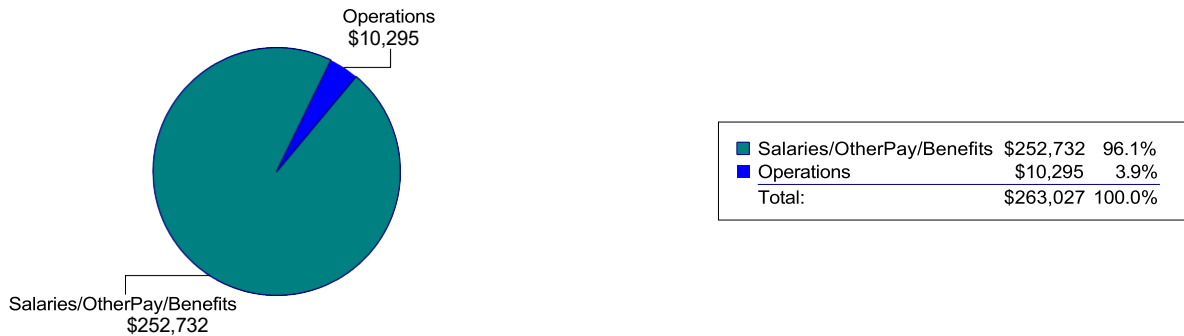 Operations
$10,295
Salaries/OtherPay/Benefits
$252,732
Salaries/OtherPay/Benefits $252,732 96.1%
Operations $10,295 3.9%
Total: $263,027 100.0%